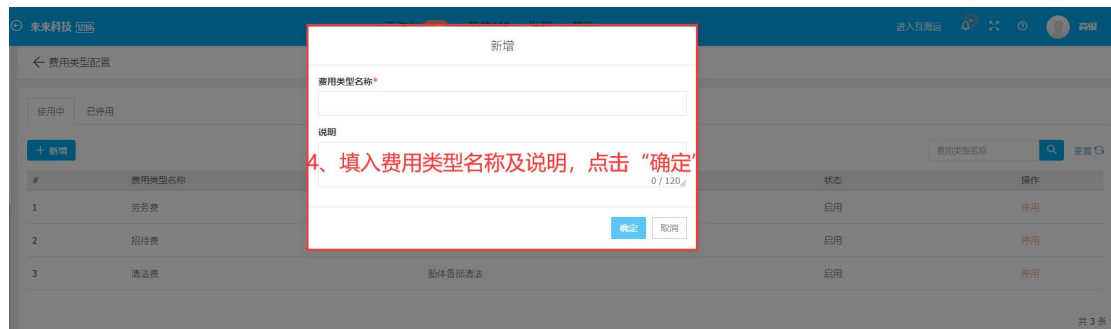 来来科技
进入互海运
高级
← 费用类型配置
使用中 已停用
+ 新增
费用类型名称
重置
# 费用类型名称 状态 操作
1 劳务费 启用 停用
2 招待费 启用 停用
3 清洁费 船体各部清洁 启用 停用
共 3 条
新增
费用类型名称*
说明
4、填入费用类型名称及说明，点击“确定”
0 / 120
确定 取消